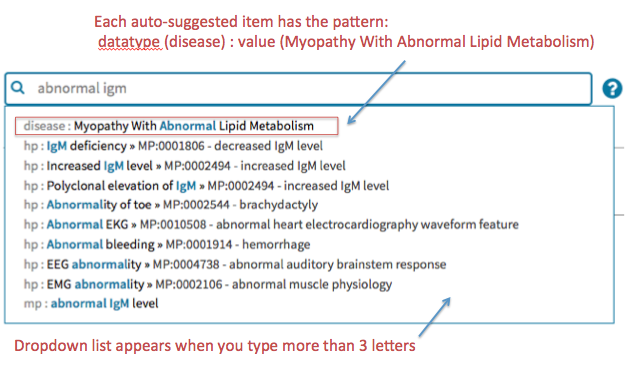 Each auto-suggested item has the pattern:
datatype (disease) : value (Myopathy With Abnormal Lipid Metabolism)
abnormal igm
?
disease : Myopathy With Abnormal Lipid Metabolism
hp : IgM deficiency » MP:0001806 - decreased IgM level
hp : Increased IgM level » MP:0002494 - increased IgM level
hp : Polyclonal elevation of IgM » MP:0002494 - increased IgM level
hp : Abnormality of toe » MP:0002544 - brachydactyly
hp : Abnormal EKG » MP:0010508 - abnormal heart electrocardiography waveform feature
hp : Abnormal bleeding » MP:0001914 - hemorrhage
hp : EEG abnormality » MP:0004738 - abnormal auditory brainstem response
hp : EMG abnormality » MP:0002106 - abnormal muscle physiology
mp : abnormal IgM level
Dropdown list appears when you type more than 3 letters